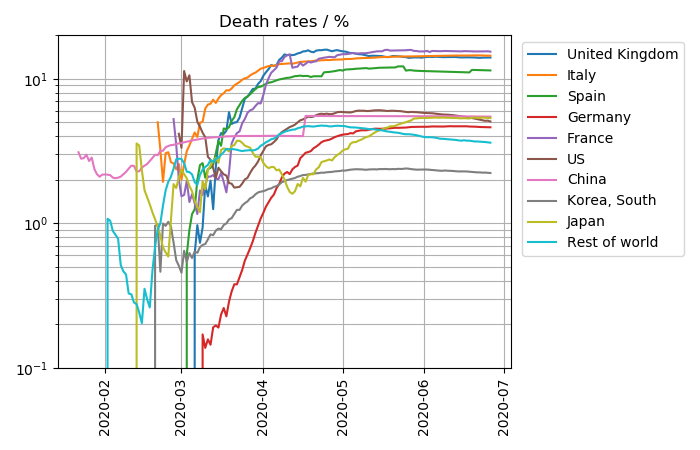 Death rates / %
10¹
10⁰
10⁻¹
2020-02
2020-03
2020-04
2020-05
2020-06
2020-07
United Kingdom
Italy
Spain
Germany
France
US
China
Korea, South
Japan
Rest of world